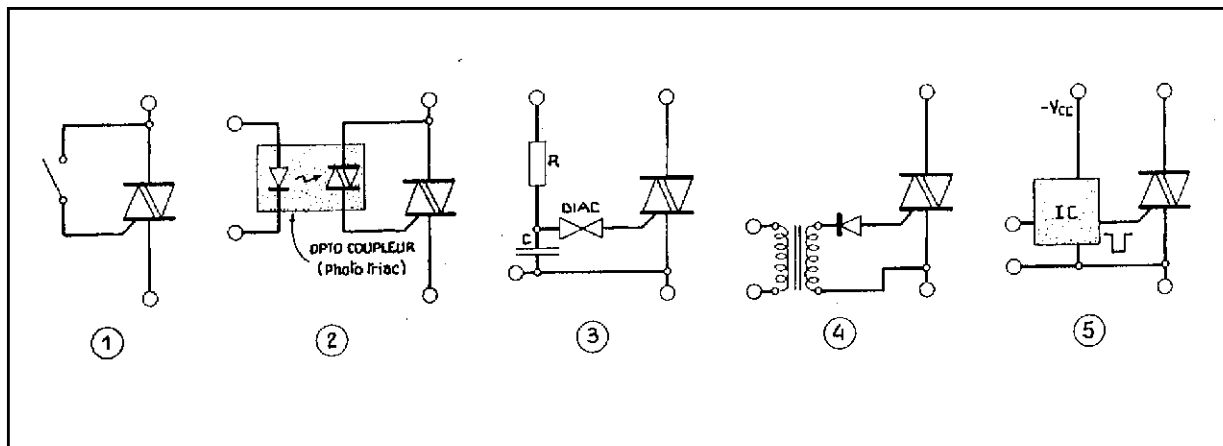 OPTO COUPLEUR
(Photo triac)
R
DIAC
C
-VCC
IC
1
2
3
4
5